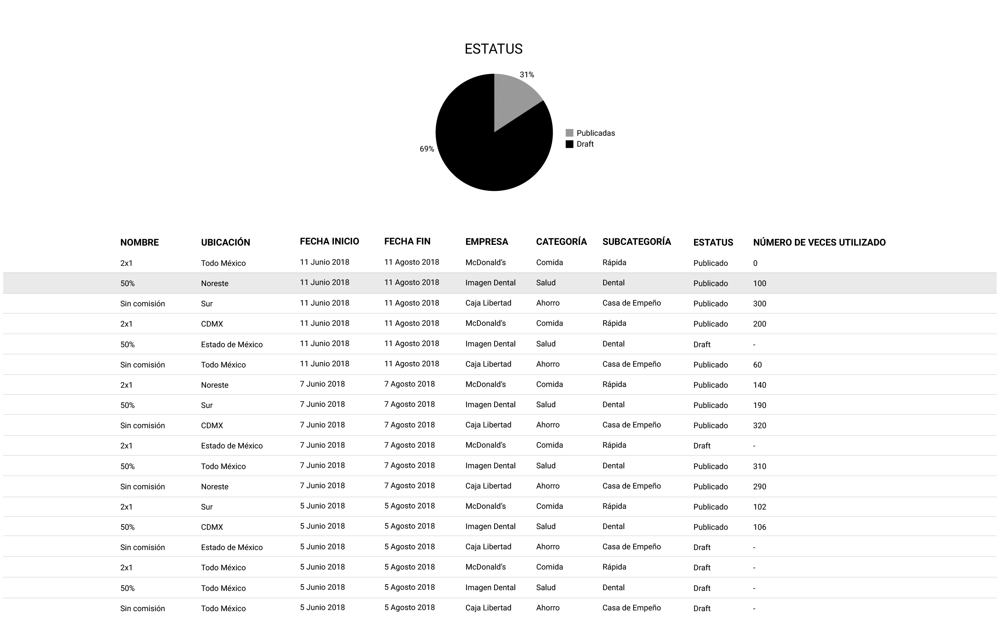 ESTATUS
31%
69%
Publicadas
Draft
NOMBRE UBICACIÓN FECHA INICIO FECHA FIN EMPRESA CATEGORÍA SUBCATEGORÍA ESTATUS NÚMERO DE VECES UTILIZADO
2x1 Todo México 11 Junio 2018 11 Agosto 2018 McDonald’s Comida Rápida Publicado 0
50% Noreste 11 Junio 2018 11 Agosto 2018 Imagen Dental Salud Dental Publicado 100
Sin comisión Sur 11 Junio 2018 11 Agosto 2018 Caja Libertad Ahorro Casa de Empeño Publicado 300
2x1 CDMX 11 Junio 2018 11 Agosto 2018 McDonald’s Comida Rápida Publicado 200
50% Estado de México 11 Junio 2018 11 Agosto 2018 Imagen Dental Salud Dental Draft -
Sin comisión Todo México 11 Junio 2018 11 Agosto 2018 Caja Libertad Ahorro Casa de Empeño Publicado 60
2x1 Noreste 7 Junio 2018 7 Agosto 2018 McDonald’s Comida Rápida Publicado 140
50% Sur 7 Junio 2018 7 Agosto 2018 Imagen Dental Salud Dental Publicado 190
Sin comisión CDMX 7 Junio 2018 7 Agosto 2018 Caja Libertad Ahorro Casa de Empeño Publicado 320
2x1 Estado de México 7 Junio 2018 7 Agosto 2018 McDonald’s Comida Rápida Draft -
50% Todo México 7 Junio 2018 7 Agosto 2018 Imagen Dental Salud Dental Publicado 310
Sin comisión Noreste 7 Junio 2018 7 Agosto 2018 Caja Libertad Ahorro Casa de Empeño Publicado 290
2x1 Sur 5 Junio 2018 5 Agosto 2018 McDonald’s Comida Rápida Publicado 102
50% CDMX 5 Junio 2018 5 Agosto 2018 Imagen Dental Salud Dental Publicado 106
Sin comisión Estado de México 5 Junio 2018 5 Agosto 2018 Caja Libertad Ahorro Casa de Empeño Draft -
2x1 Todo México 5 Junio 2018 5 Agosto 2018 McDonald’s Comida Rápida Draft -
50% Todo México 5 Junio 2018 5 Agosto 2018 Imagen Dental Salud Dental Draft -
Sin comisión Todo México 5 Junio 2018 5 Agosto 2018 Caja Libertad Ahorro Casa de Empeño Draft -